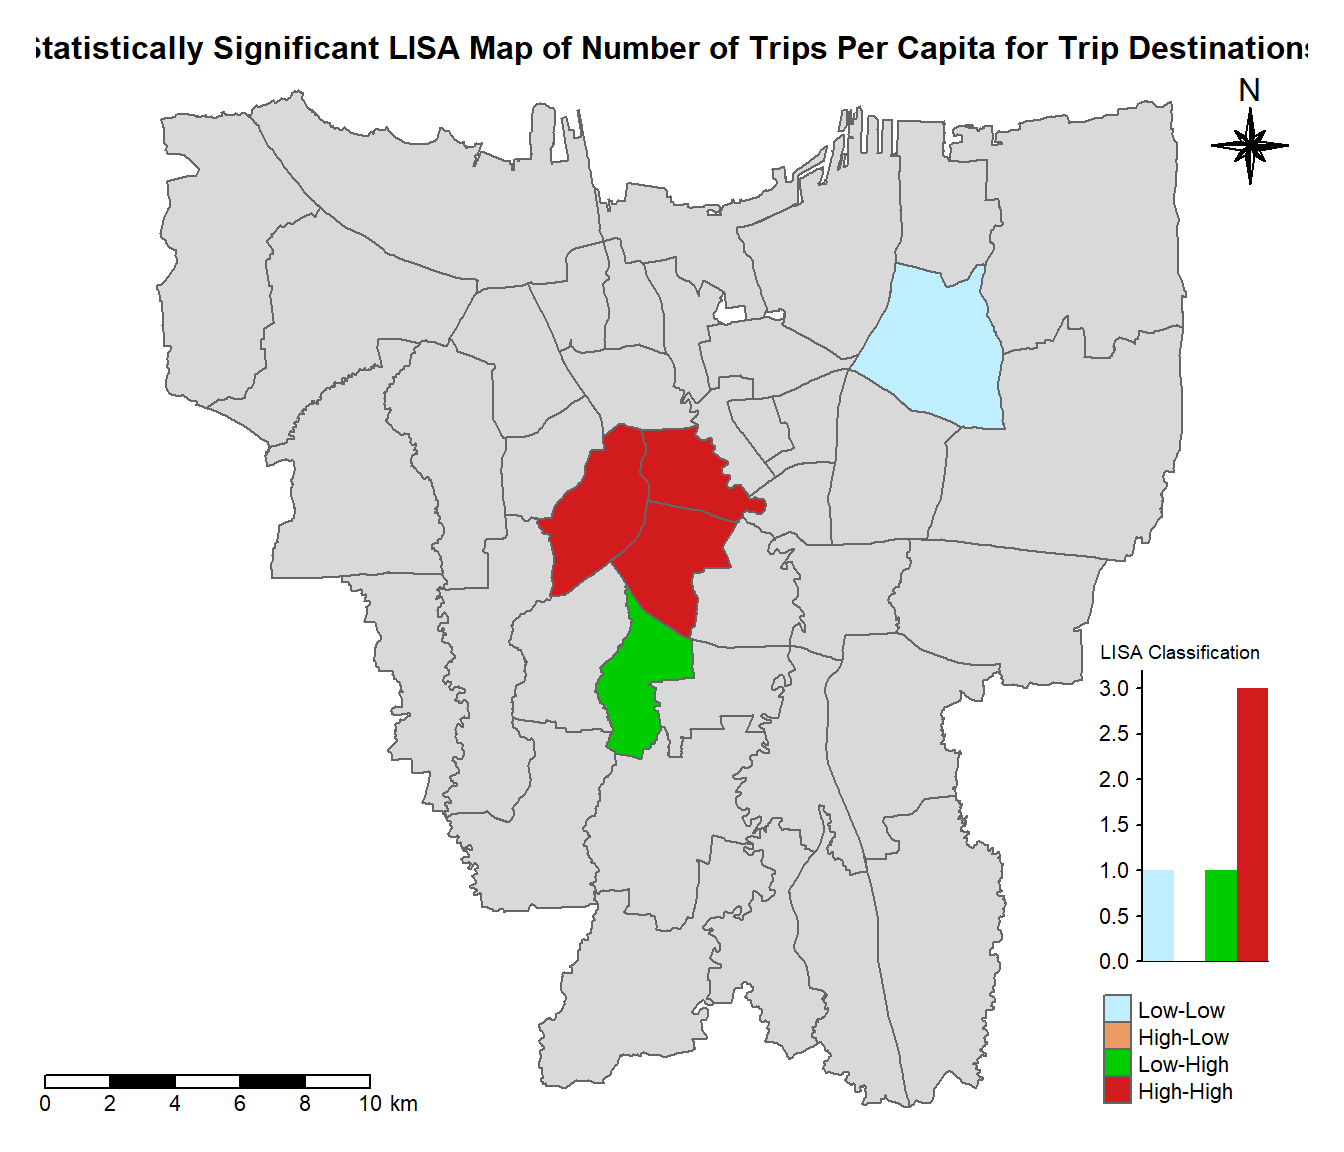 Statistically Significant LISA Map of Number of Trips Per Capita for Trip Destinations
N
LISA Classification
3.0
2.5
2.0
1.5
1.0
0.5
0.0
Low-Low
High-Low
Low-High
High-High
0 2 4 6 8 10 km